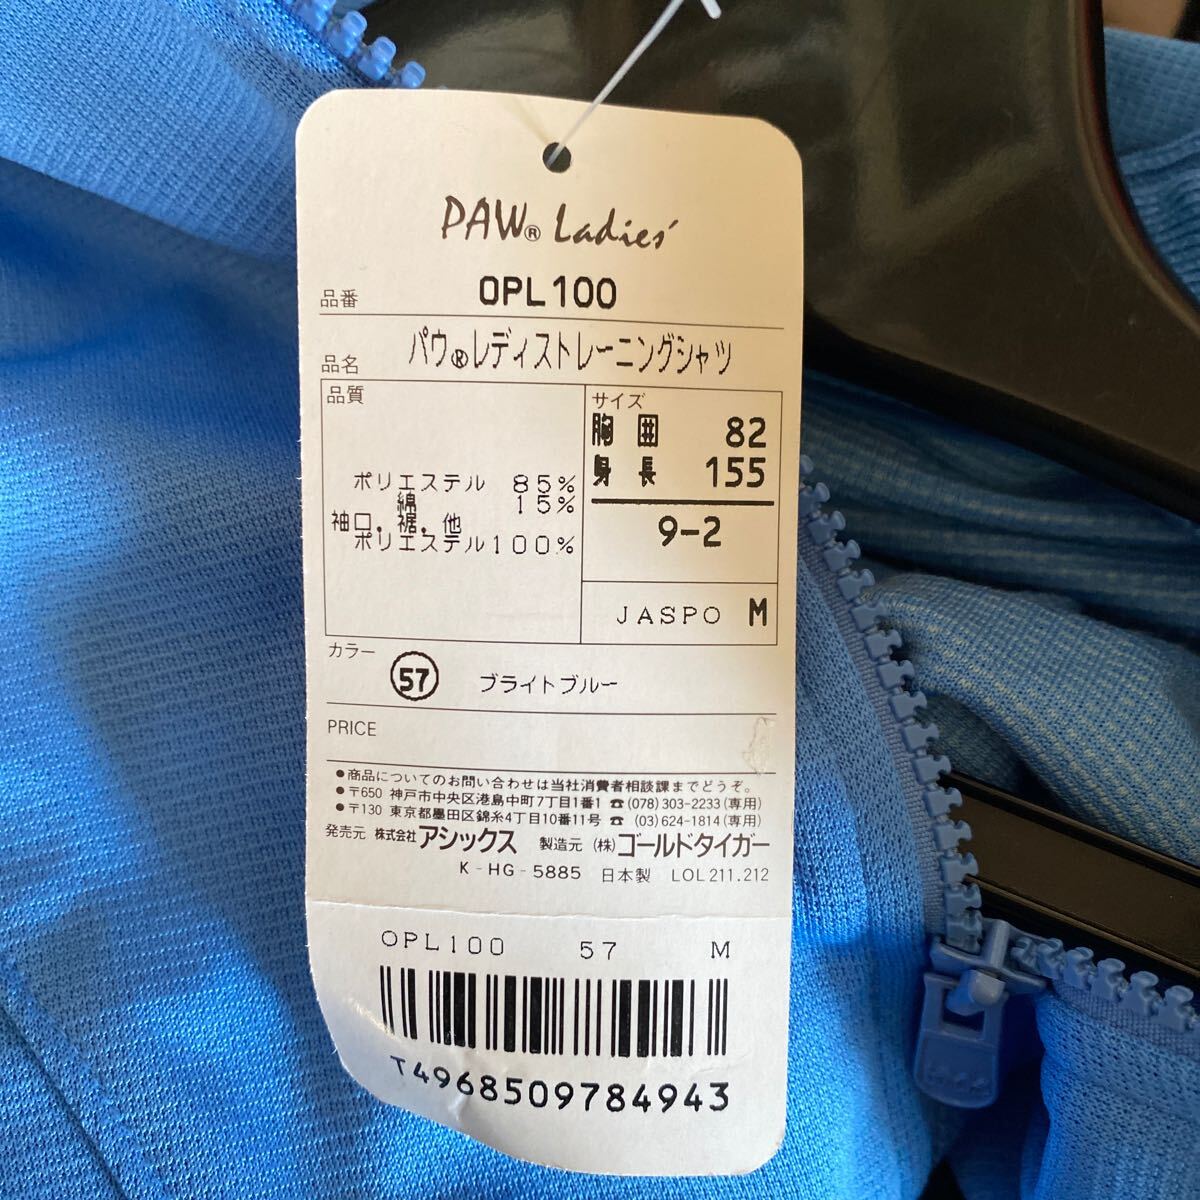 PAW® Ladies'
品番 OPL100
品名 パウ®レディストレーニングシャツ
品質
ポリエステル 85%
綿 15%
袖口.裾.他
ポリエステル100%
サイズ
胸囲 82
身長 155
9-2
JASPO M
カラー 57 ブライトブルー
PRICE
●商品についてのお問い合わせは当社消費者相談課までどうぞ。
●〒650 神戸市中央区港島中町7丁目1番1 ☎(078)303-2233(専用)
●〒130 東京都墨田区錦糸4丁目10番11号 ☎(03)624-1814(専用)
発売元 株式会社アシックス 製造元 (株)ゴールドタイガー
K-HG-5885 日本製 LOL211.212
OPL100 57 M
T4968509784943